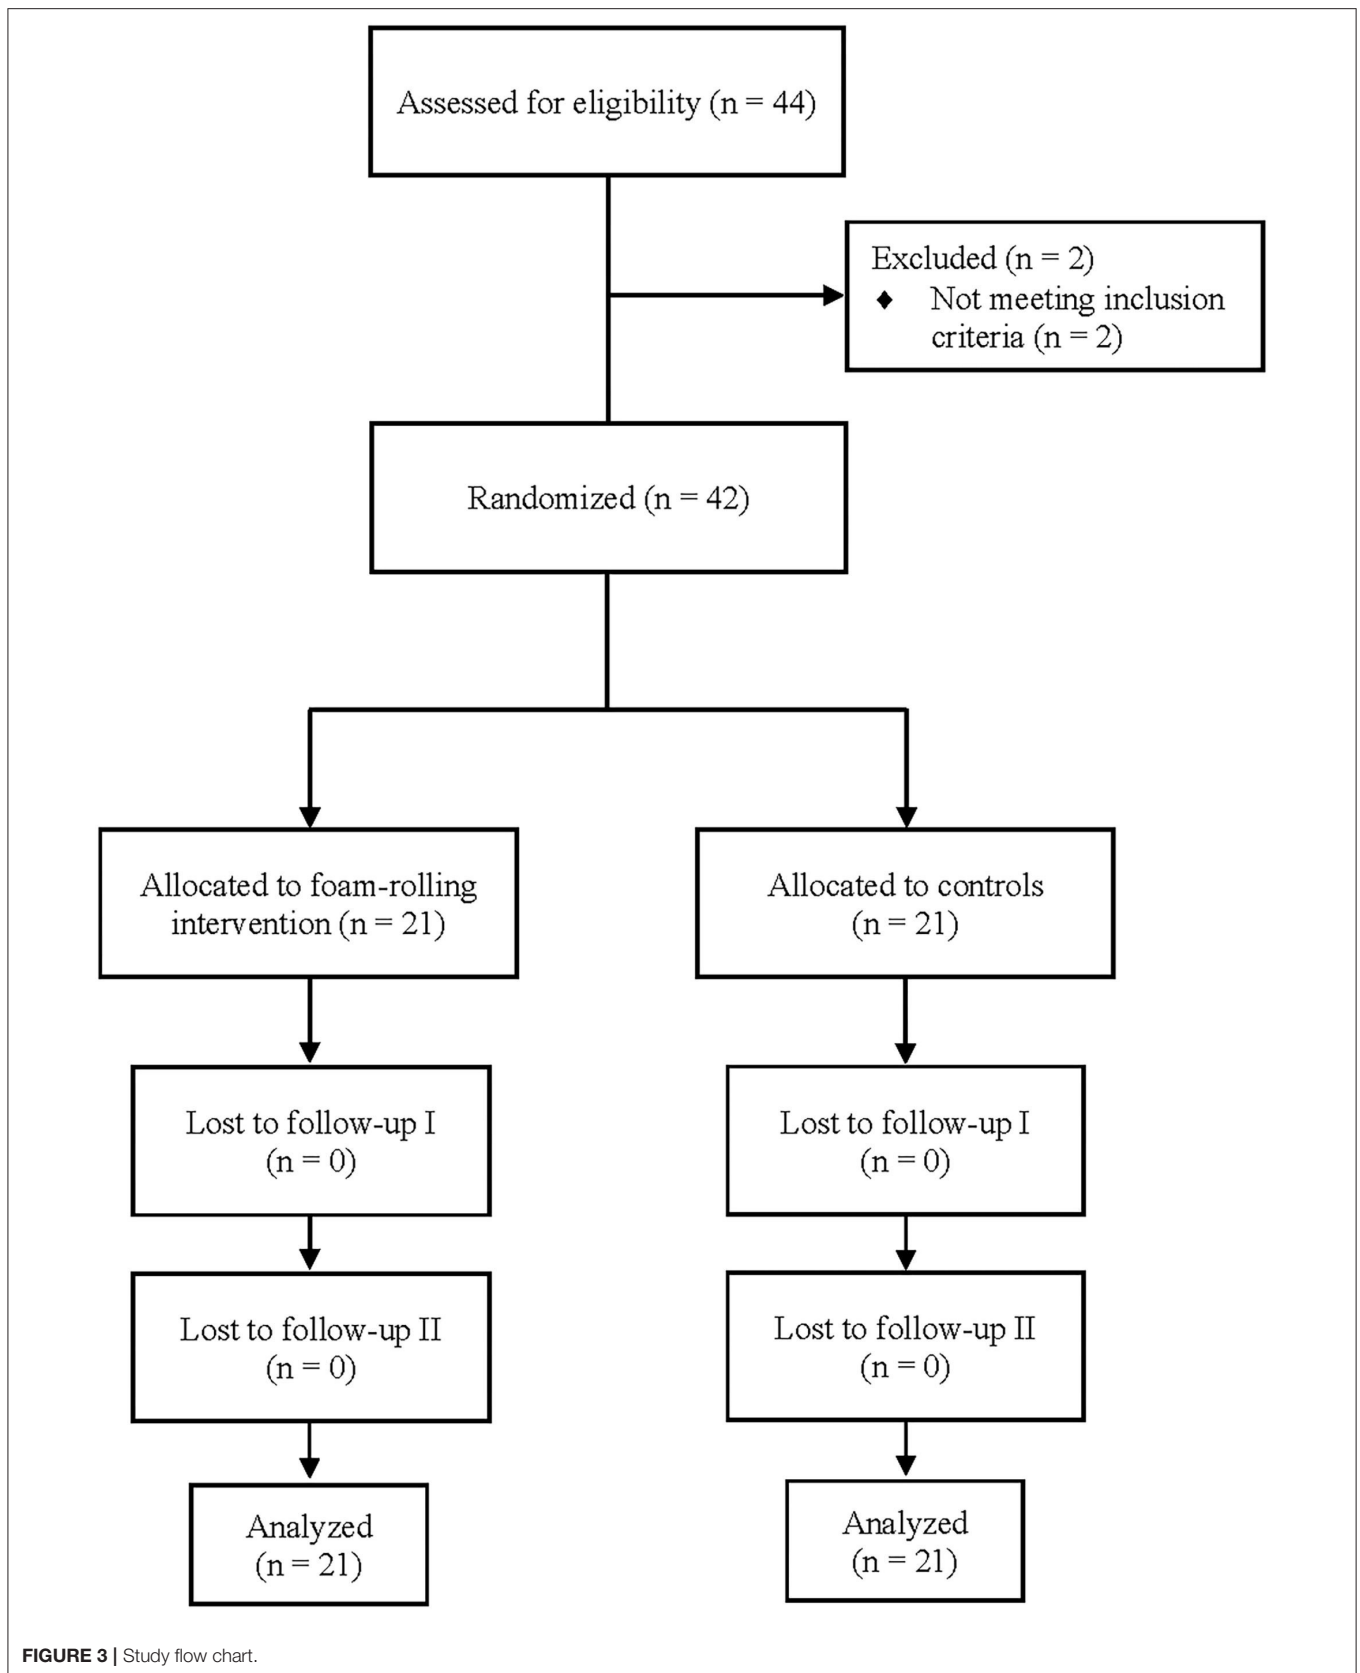 Assessed for eligibility (n = 44)
Excluded (n = 2)
♦ Not meeting inclusion
criteria (n = 2)
Randomized (n = 42)
Allocated to foam-rolling
intervention (n = 21)
Allocated to controls
(n = 21)
Lost to follow-up I
(n = 0)
Lost to follow-up I
(n = 0)
Lost to follow-up II
(n = 0)
Lost to follow-up II
(n = 0)
Analyzed
(n = 21)
Analyzed
(n = 21)
FIGURE 3 | Study flow chart.